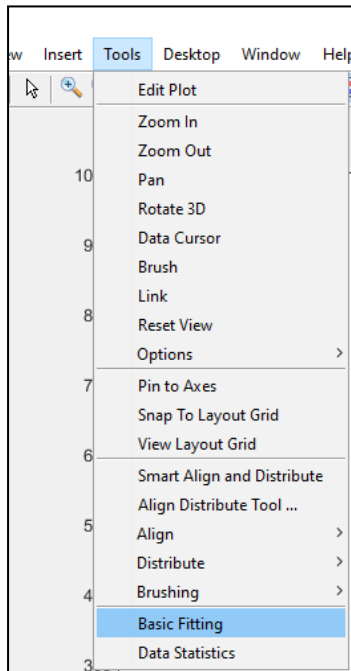 ew Insert Tools Desktop Window Help
Edit Plot
Zoom In
Zoom Out
10
Pan
Rotate 3D
9
Data Cursor
Brush
Link
8
Reset View
Options >
7
Pin to Axes
Snap To Layout Grid
View Layout Grid
6
Smart Align and Distribute
Align Distribute Tool ...
5
Align >
Distribute >
4
Brushing >
Basic Fitting
3
Data Statistics